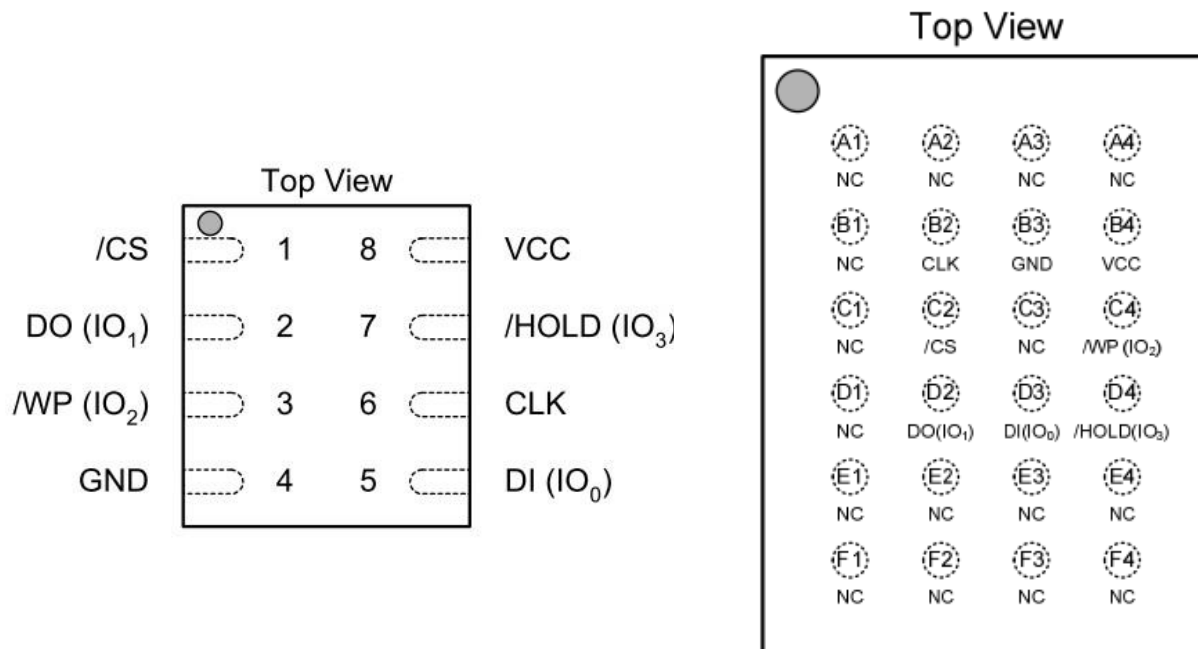 Top View
/CS 1 8 VCC
DO (IO₁) 2 7 /HOLD (IO₃)
/WP (IO₂) 3 6 CLK
GND 4 5 DI (IO₀)
Top View
A1 A2 A3 A4
NC NC NC NC
B1 B2 B3 B4
NC CLK GND VCC
C1 C2 C3 C4
NC /CS NC /WP (IO₂)
D1 D2 D3 D4
NC DO(IO₁) DI(IO₀) /HOLD(IO₃)
E1 E2 E3 E4
NC NC NC NC
F1 F2 F3 F4
NC NC NC NC